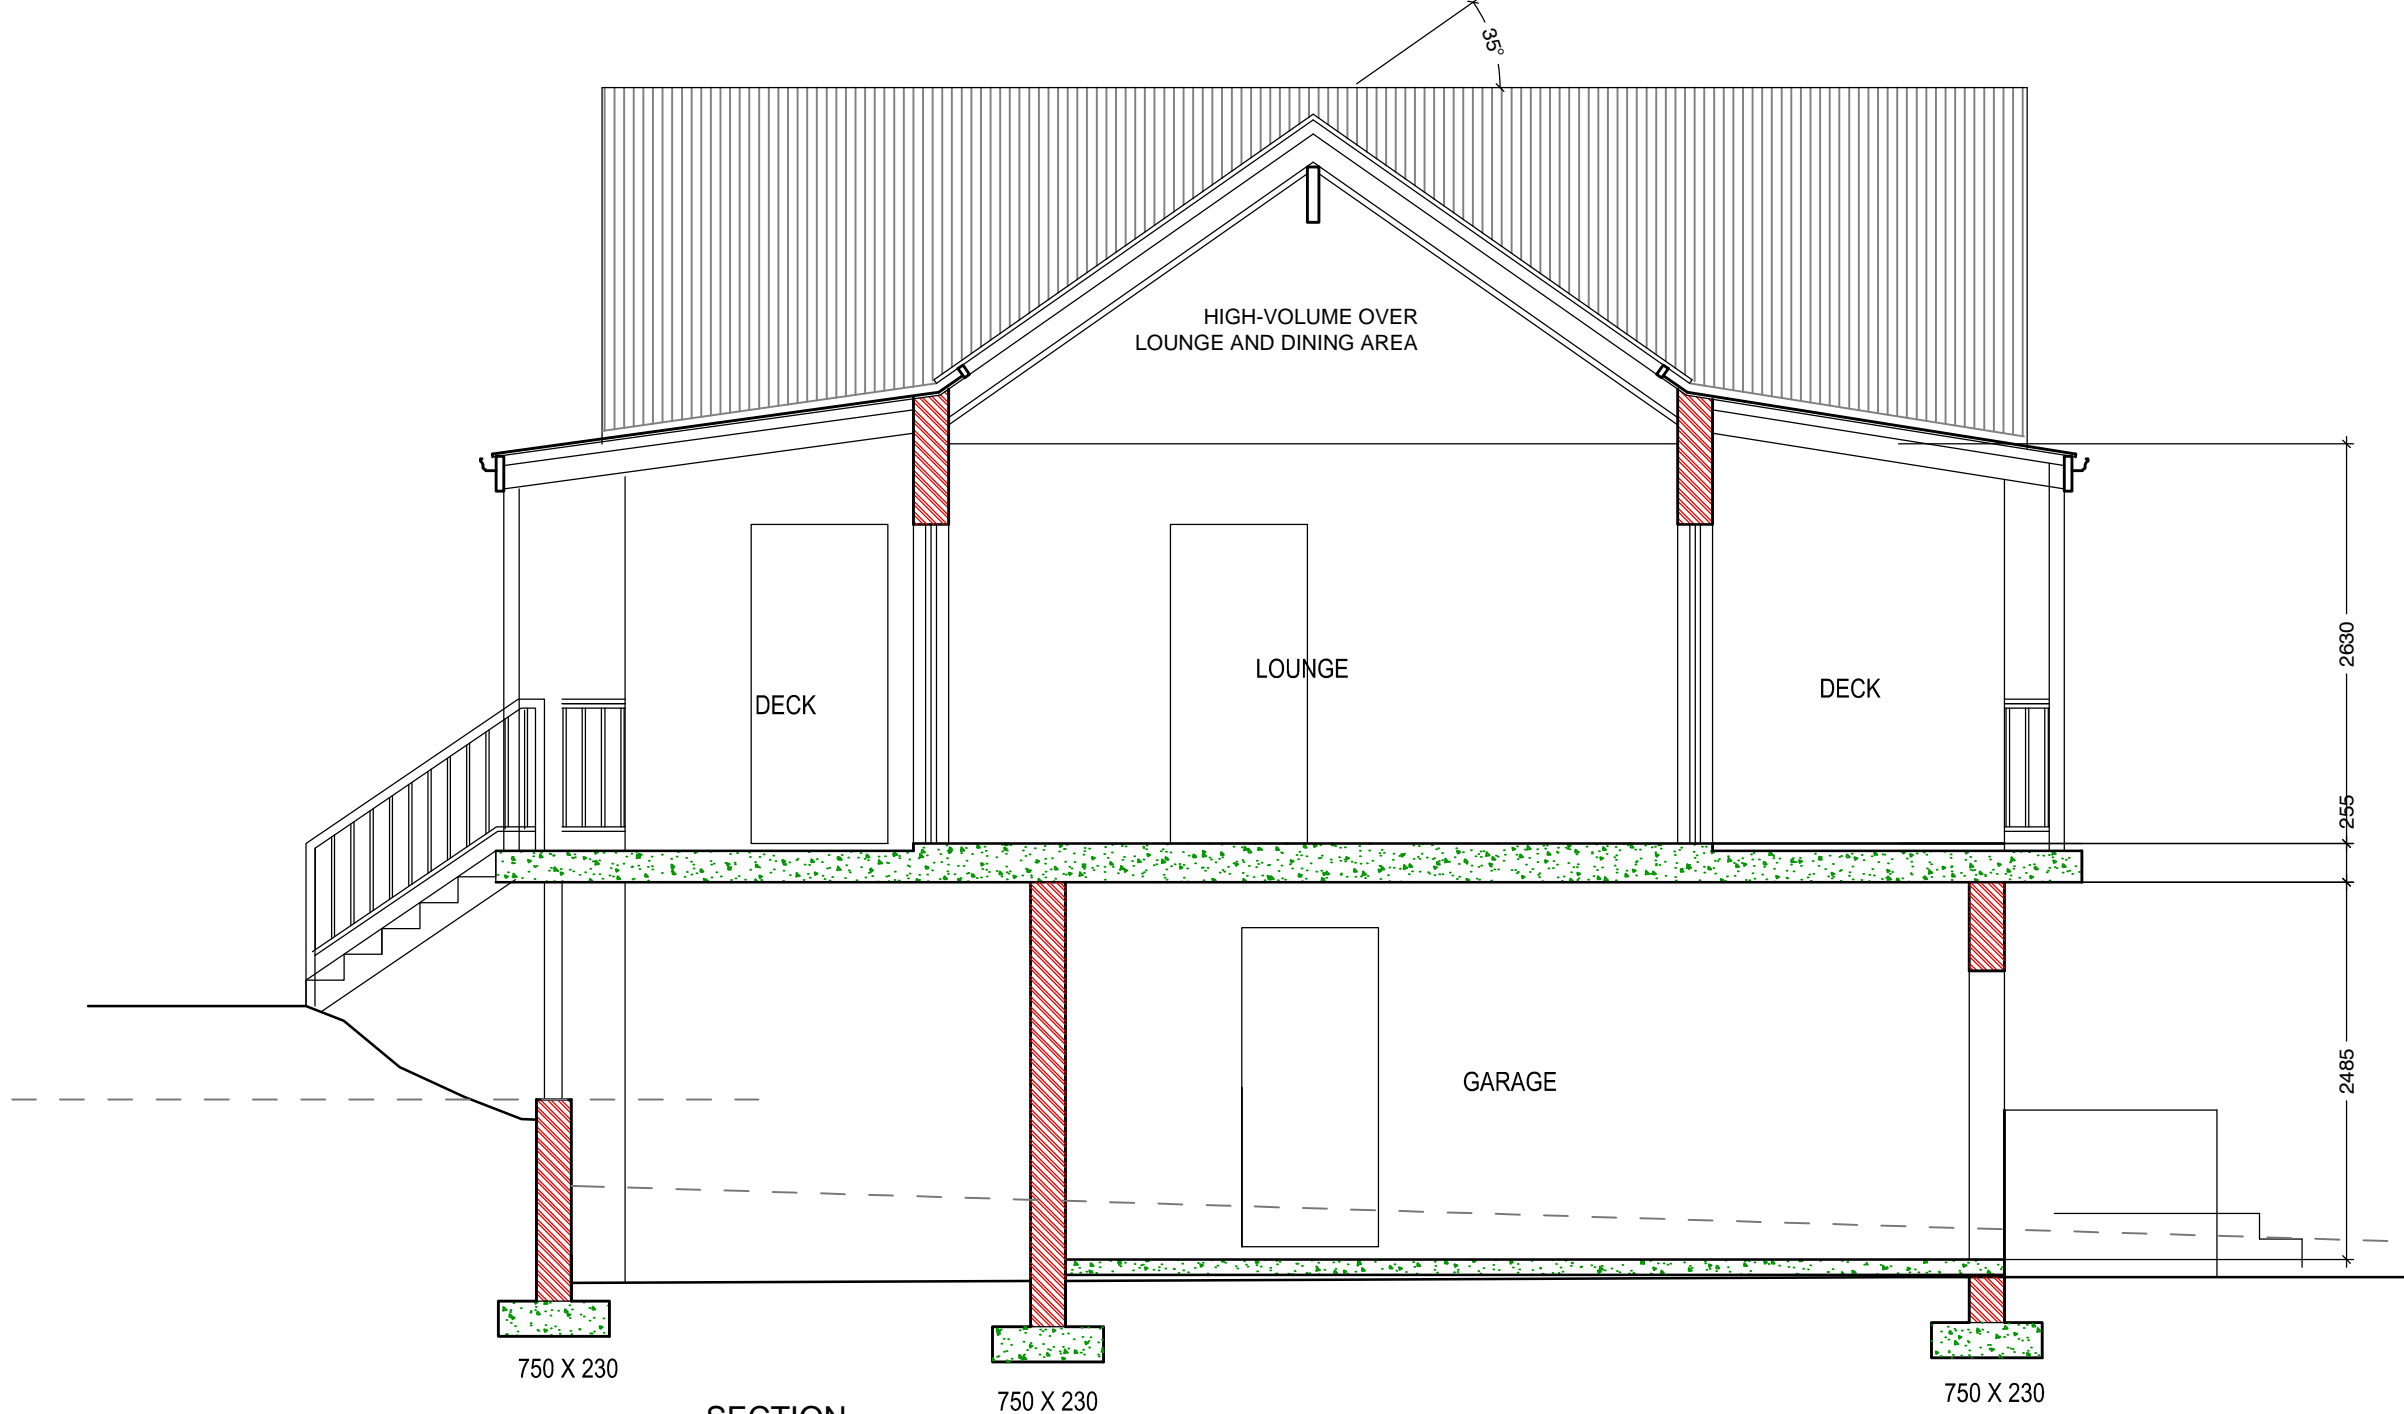 35°
HIGH-VOLUME OVER
LOUNGE AND DINING AREA
2630
LOUNGE
DECK
DECK
255
2485
GARAGE
750 X 230
750 X 230
750 X 230
SECTION